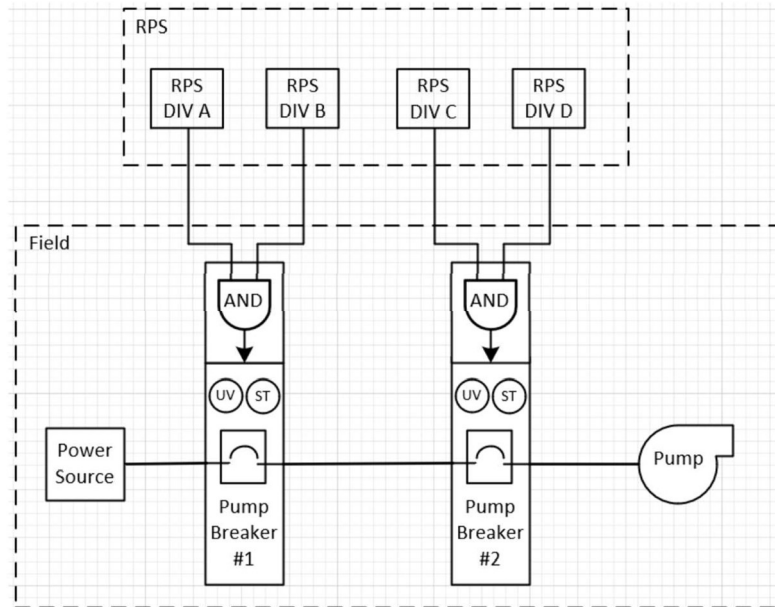 RPS
RPS
DIV A
RPS
DIV B
RPS
DIV C
RPS
DIV D
Field
AND
AND
UV
ST
UV
ST
Power
Source
Pump
Breaker
#1
Pump
Breaker
#2
Pump